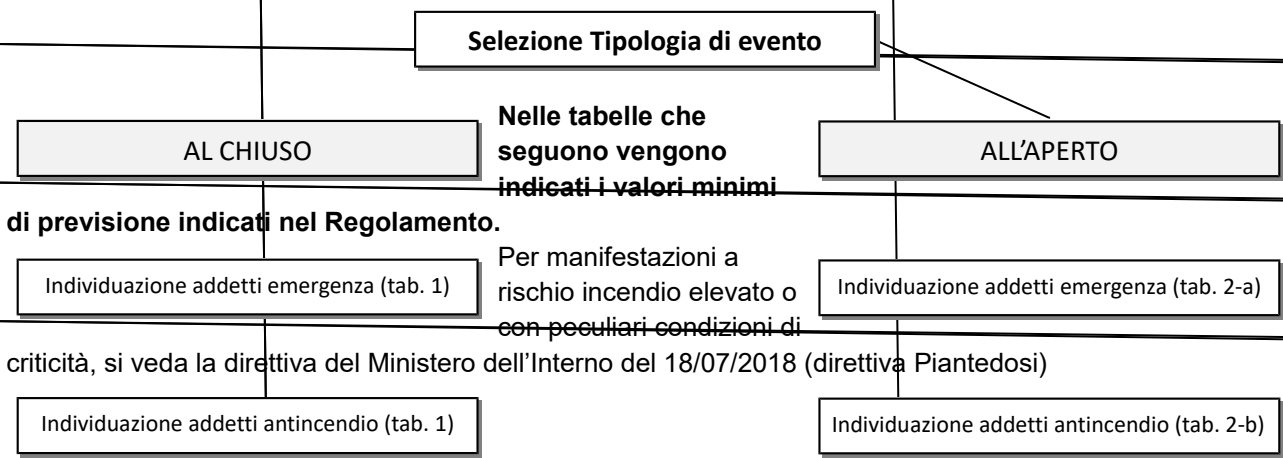 Selezione Tipologia di evento
AL CHIUSO
Nelle tabelle che
seguono vengono
indicati i valori minimi
ALL’APERTO
di previsione indicati nel Regolamento.
Individuazione addetti emergenza (tab. 1)
Per manifestazioni a
rischio incendio elevato o
con peculiari condizioni di
Individuazione addetti emergenza (tab. 2-a)
criticità, si veda la direttiva del Ministero dell’Interno del 18/07/2018 (direttiva Piantedosi)
Individuazione addetti antincendio (tab. 1)
Individuazione addetti antincendio (tab. 2-b)